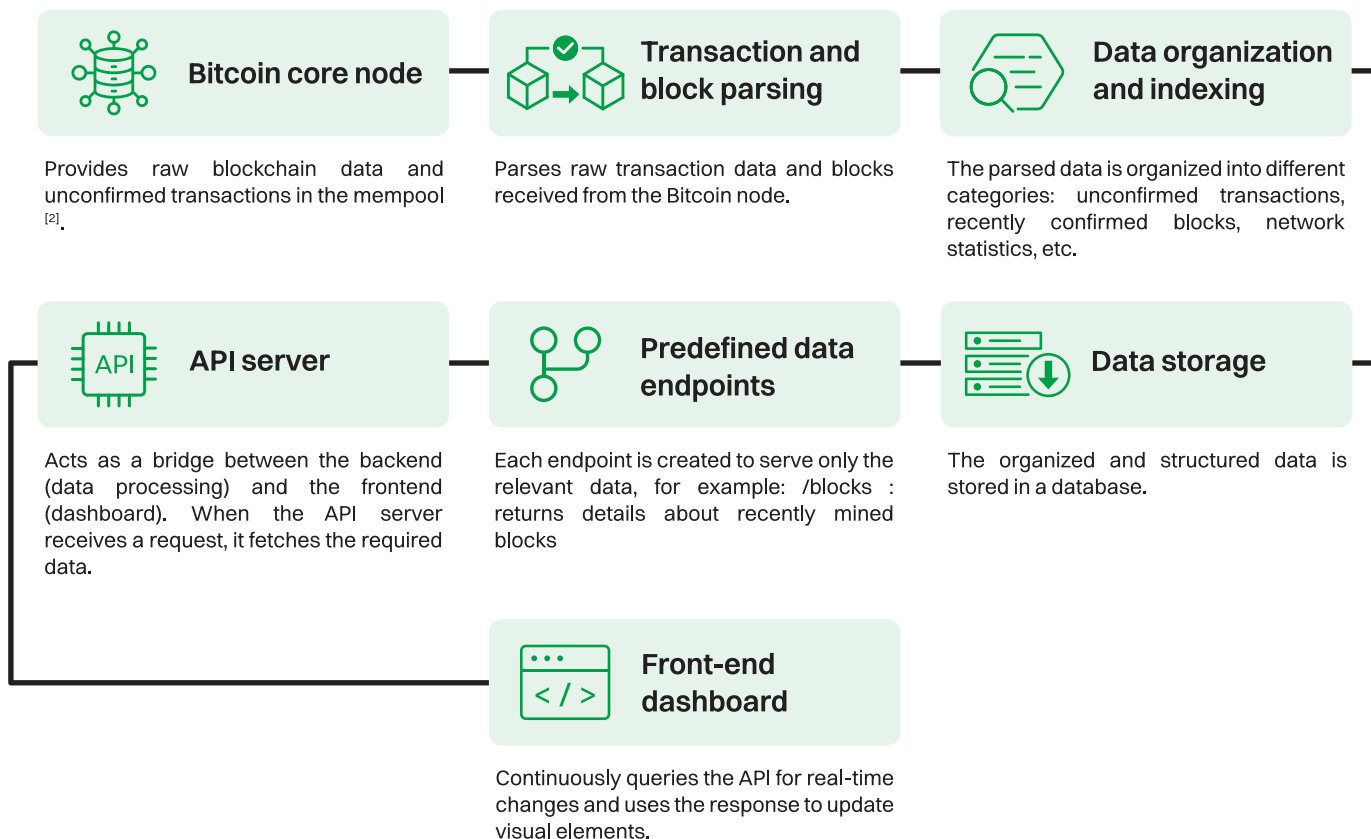 Bitcoin core node
Provides raw blockchain data and
unconfirmed transactions in the mempool
[2].
Transaction and
block parsing
Parses raw transaction data and blocks
received from the Bitcoin node.
Data organization
and indexing
The parsed data is organized into different
categories: unconfirmed transactions,
recently confirmed blocks, network
statistics, etc.
API
API server
Acts as a bridge between the backend
(data processing) and the frontend
(dashboard). When the API server
receives a request, it fetches the required
data.
Predefined data
endpoints
Each endpoint is created to serve only the
relevant data, for example: /blocks :
returns details about recently mined
blocks
Data storage
The organized and structured data is
stored in a database.
</>
Front-end
dashboard
Continuously queries the API for real-time
changes and uses the response to update
visual elements.